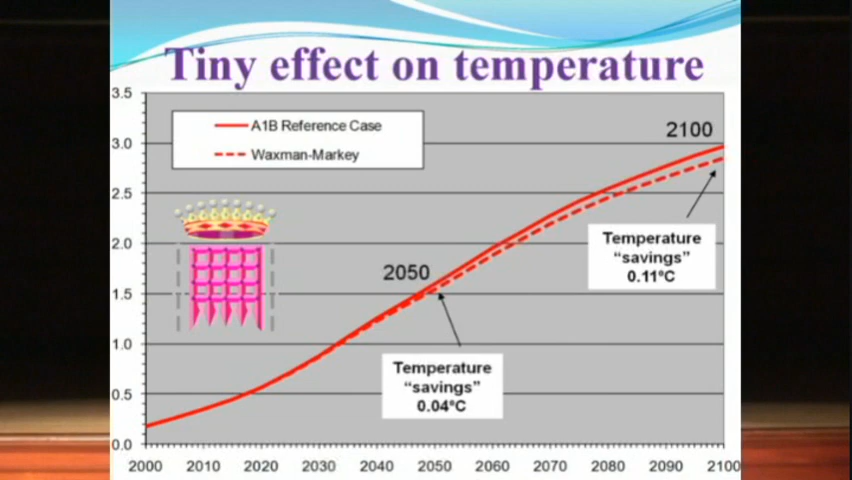 Tiny effect on temperature
3.5
3.0
2.5
2.0
1.5
1.0
0.5
0.0
A1B Reference Case
Waxman-Markey
2100
2050
Temperature
“savings”
0.11ºC
Temperature
“savings”
0.04ºC
2000 2010 2020 2030 2040 2050 2060 2070 2080 2090 2100